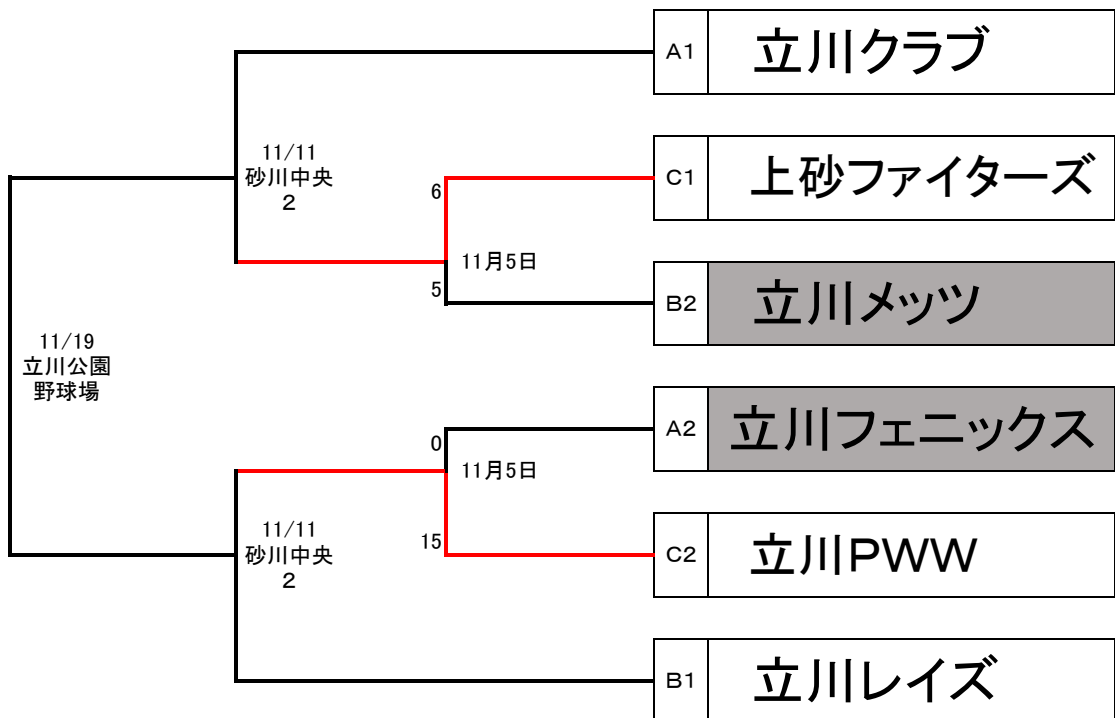 A1 立川クラブ
11/11
砂川中央
2
6
C1 上砂ファイターズ
11月5日
5
B2 立川メッツ
11/19
立川公園
野球場
0
A2 立川フェニックス
11月5日
11/11
砂川中央
2
15
C2 立川PWW
B1 立川レイズ